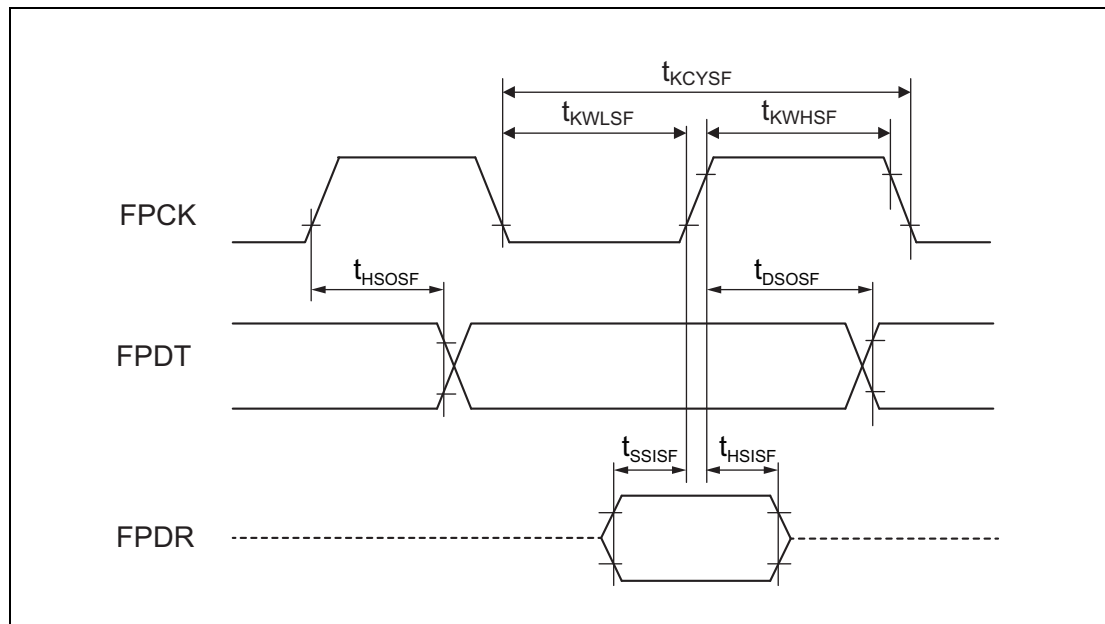 tKCYSF
tKWLSF tKWHSF
FPCK
tHSOSF tDSOSF
FPDT
tSSISF tHSISF
FPDR